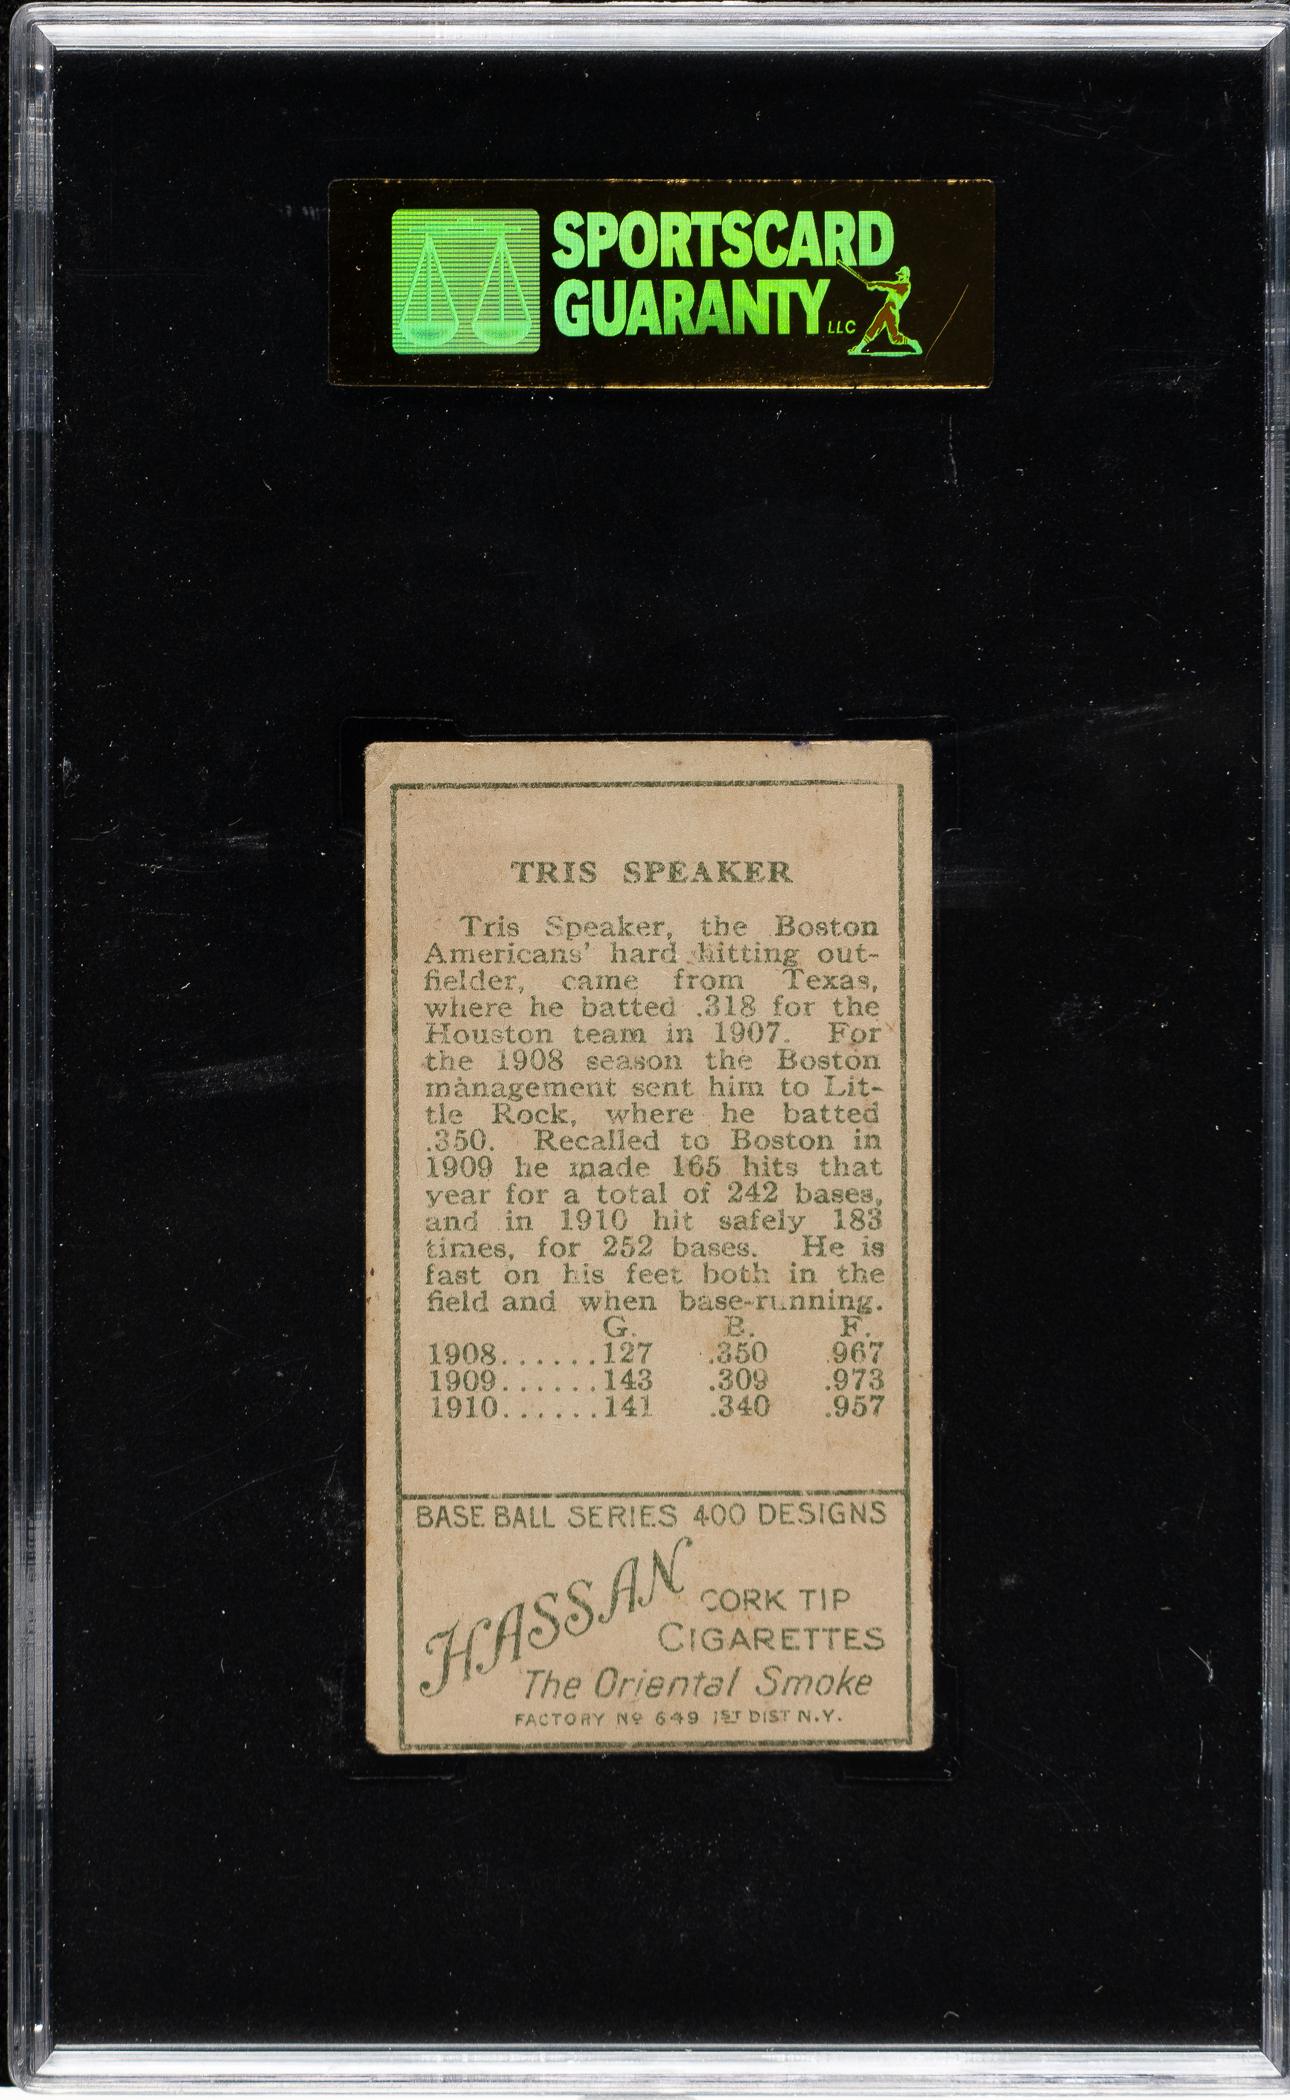 SPORTSCARD
GUARANTY LLC
TRIS SPEAKER
Tris Speaker, the Boston
Americans' hard hitting out-
fielder, came from Texas,
where he batted .318 for the
Houston team in 1907. For
the 1908 season the Boston
management sent him to Lit-
tle Rock, where he batted
.350. Recalled to Boston in
1909 he made 165 hits that
year for a total of 242 bases,
and in 1910 hit safely 183
times, for 252 bases. He is
fast on his feet both in the
field and when base-running.
G. B. F.
1908......127 .350 .967
1909......143 .309 .973
1910......141 .340 .957
BASE BALL SERIES 400 DESIGNS
HASSAN CORK TIP
CIGARETTES
The Oriental Smoke
FACTORY Nº 649 1ST DIST N.Y.